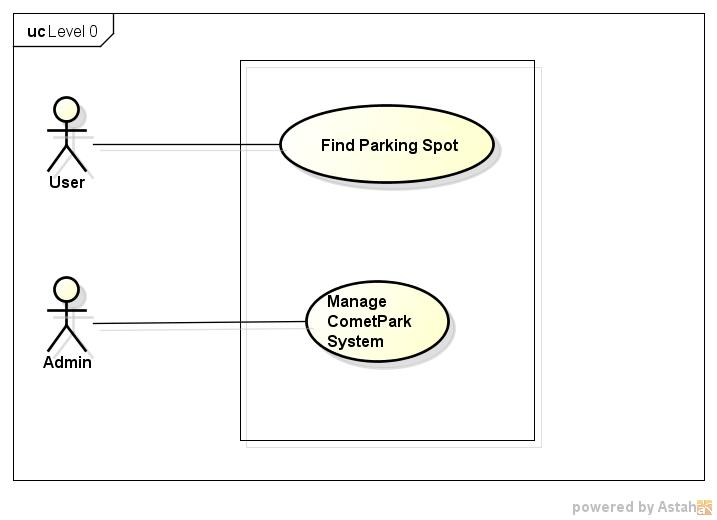 uc Level 0
Find Parking Spot
User
Manage
CometPark
System
Admin
powered by Astah